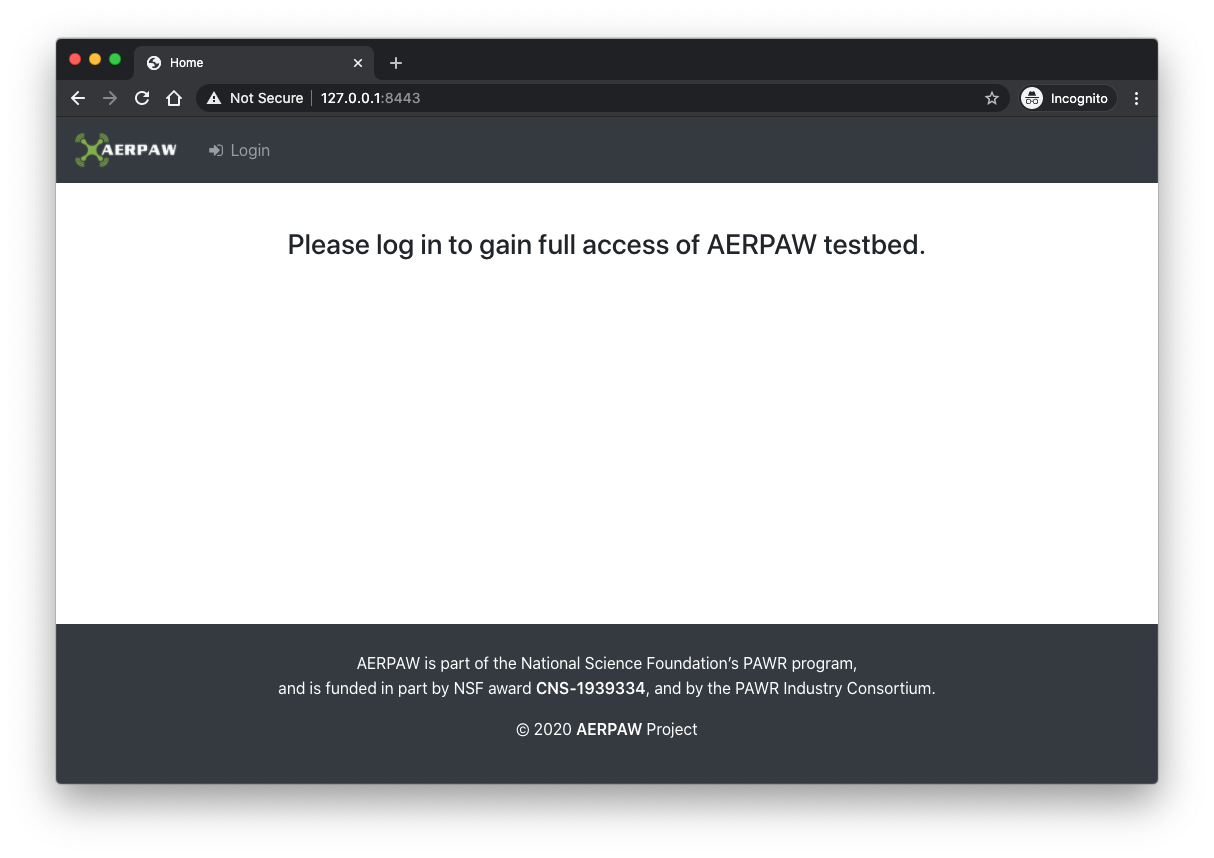 Home
Not Secure 127.0.0.1:8443
Incognito
AERPAW
Login
Please log in to gain full access of AERPAW testbed.
AERPAW is part of the National Science Foundation’s PAWR program,
and is funded in part by NSF award CNS-1939334, and by the PAWR Industry Consortium.
© 2020 AERPAW Project